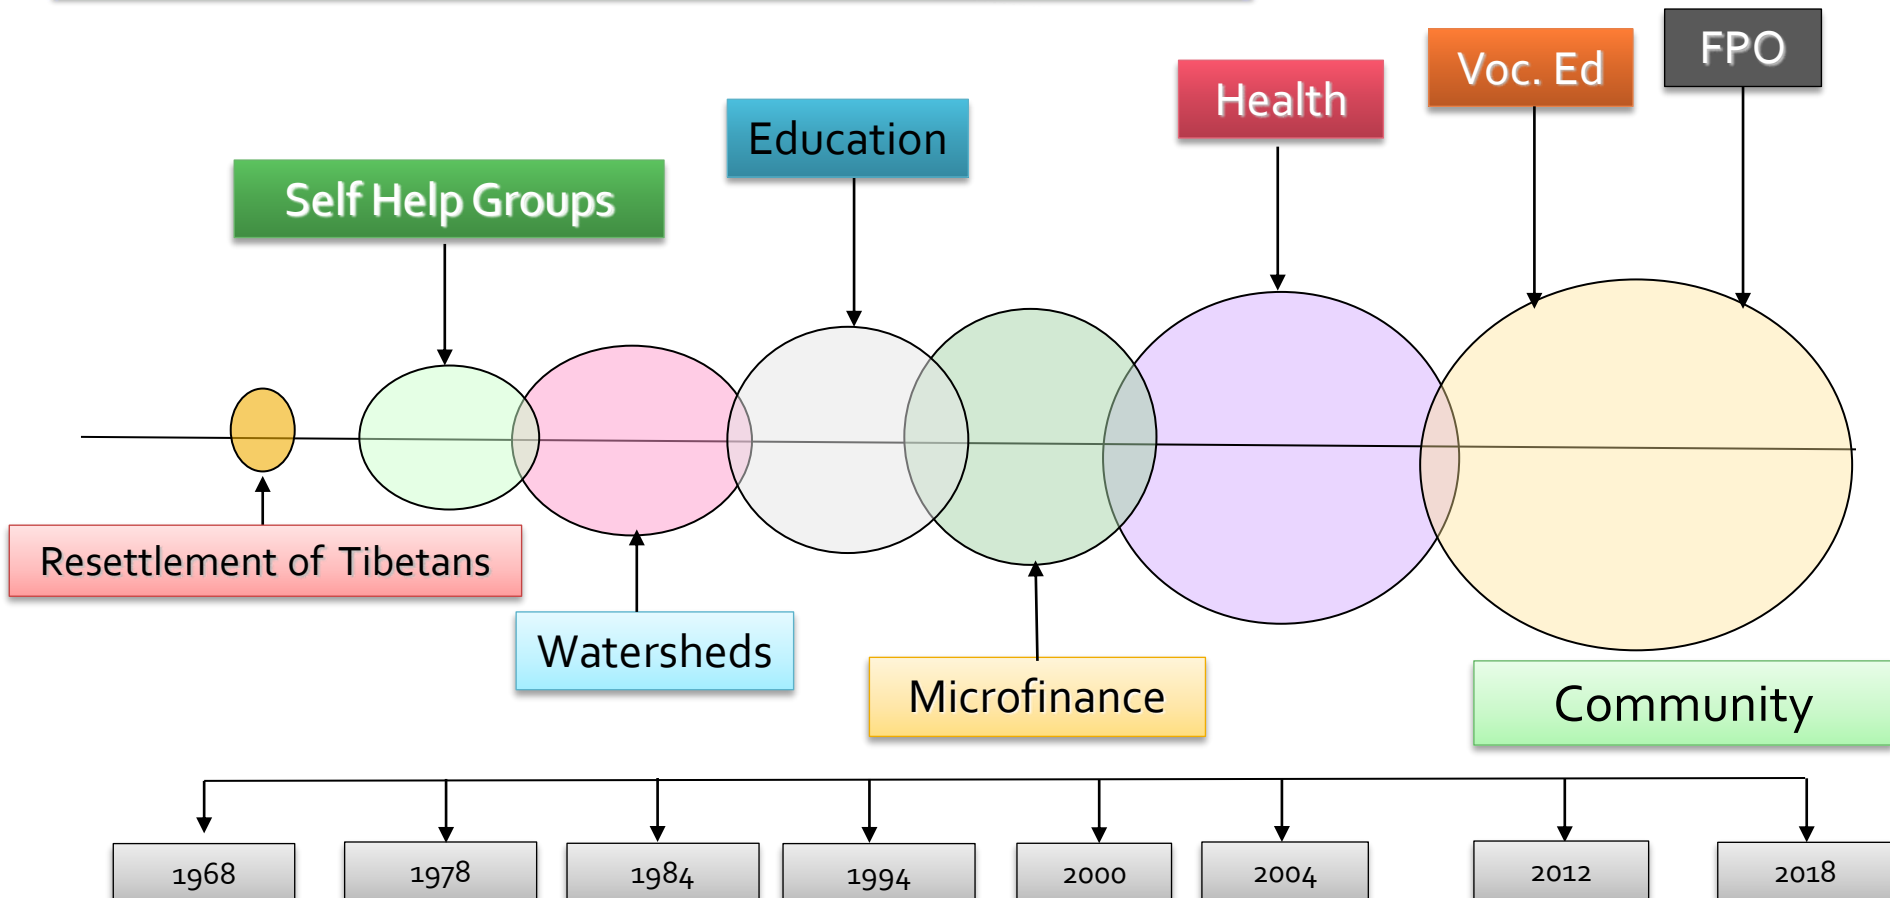 FPO
Voc. Ed
Health
Education
Self Help Groups
Resettlement of Tibetans
Watersheds
Microfinance
Community
1968
1978
1984
1994
2000
2004
2012
2018